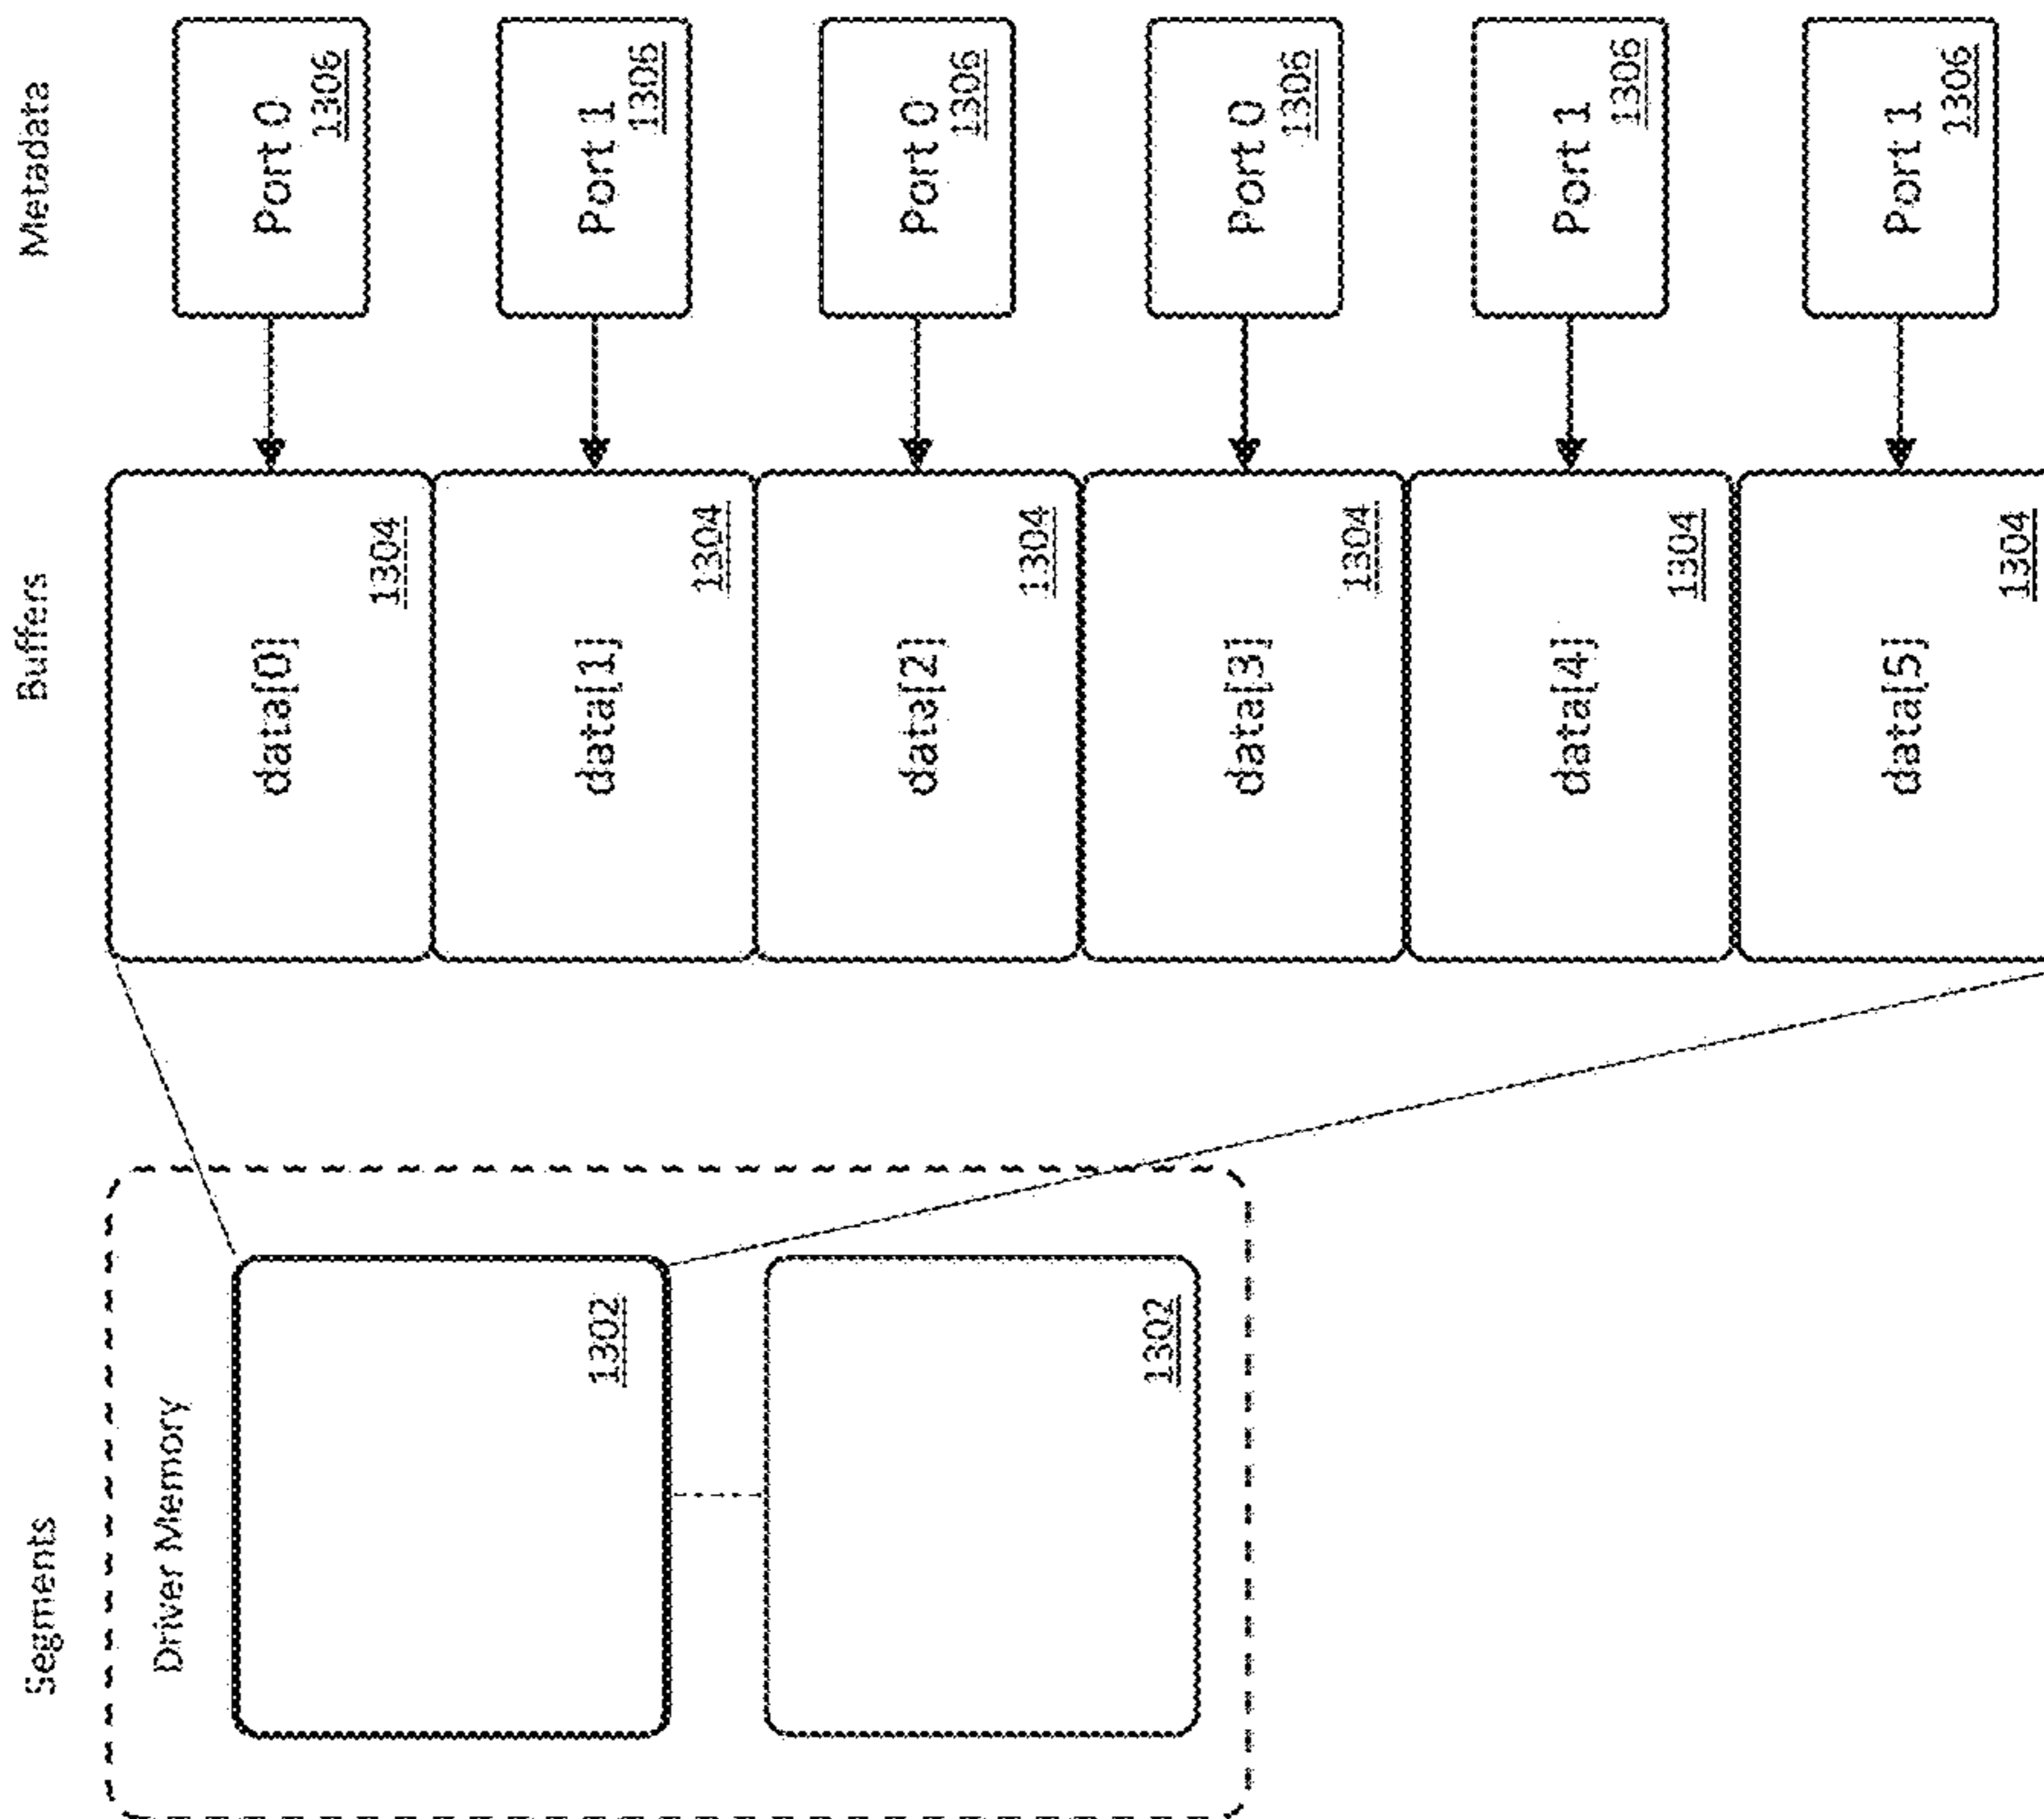 Segments
Buffers
Metadata
Driver Memory
1302
1302
data[0]
1304
Port 0
1306
data[1]
1304
Port 1
1306
data[2]
1304
Port 0
1306
data[3]
1304
Port 0
1306
data[4]
1304
Port 1
1306
data[5]
1304
Port 1
1306